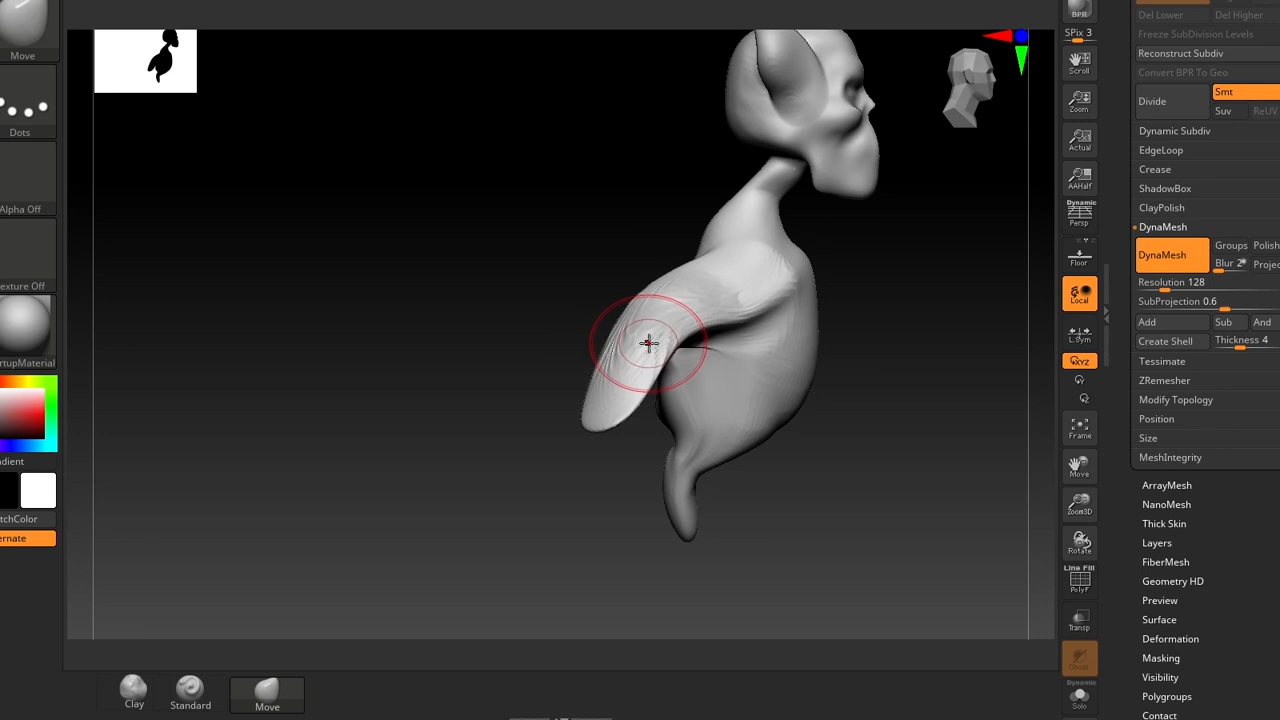 Move
Dots
Alpha Off
exture Off
artupMaterial
adient
itchColor
ernate
Clay
Standard
Move
BPR
SPix 3
Scroll
Zoom
Actual
AAHalf
Dynamic
Persp
Floor
Local
L.Sym
XYZ
Frame
Move
Zoom3D
Rotate
Line Fill
PolyF
Transp
Ghost
Dynamic
Solo
Del Lower Del Higher
Freeze SubDivision Levels
Reconstruct Subdiv
Convert BPR To Geo
Divide
Smt
Suv ReUV
Dynamic Subdiv
EdgeLoop
Crease
ShadowBox
ClayPolish
DynaMesh
DynaMesh
Groups Polish
Blur 2 Projec
Resolution 128
SubProjection 0.6
Add Sub And
Create Shell Thickness 4
Tessimate
ZRemesher
Modify Topology
Position
Size
MeshIntegrity
ArrayMesh
NanoMesh
Thick Skin
Layers
FiberMesh
Geometry HD
Preview
Surface
Deformation
Masking
Visibility
Polygroups
Contact